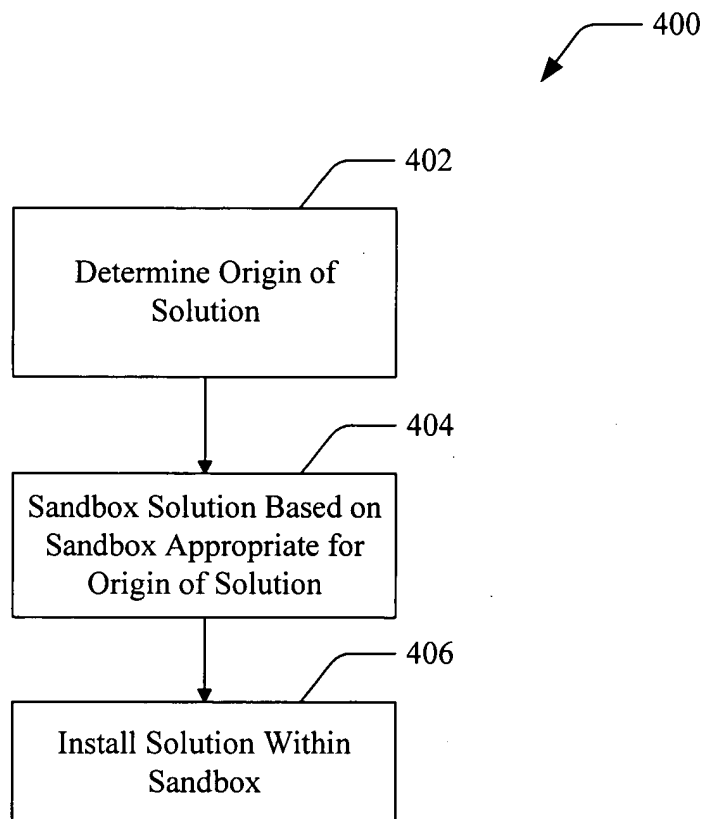 400
402
Determine Origin of
Solution
404
Sandbox Solution Based on
Sandbox Appropriate for
Origin of Solution
406
Install Solution Within
Sandbox